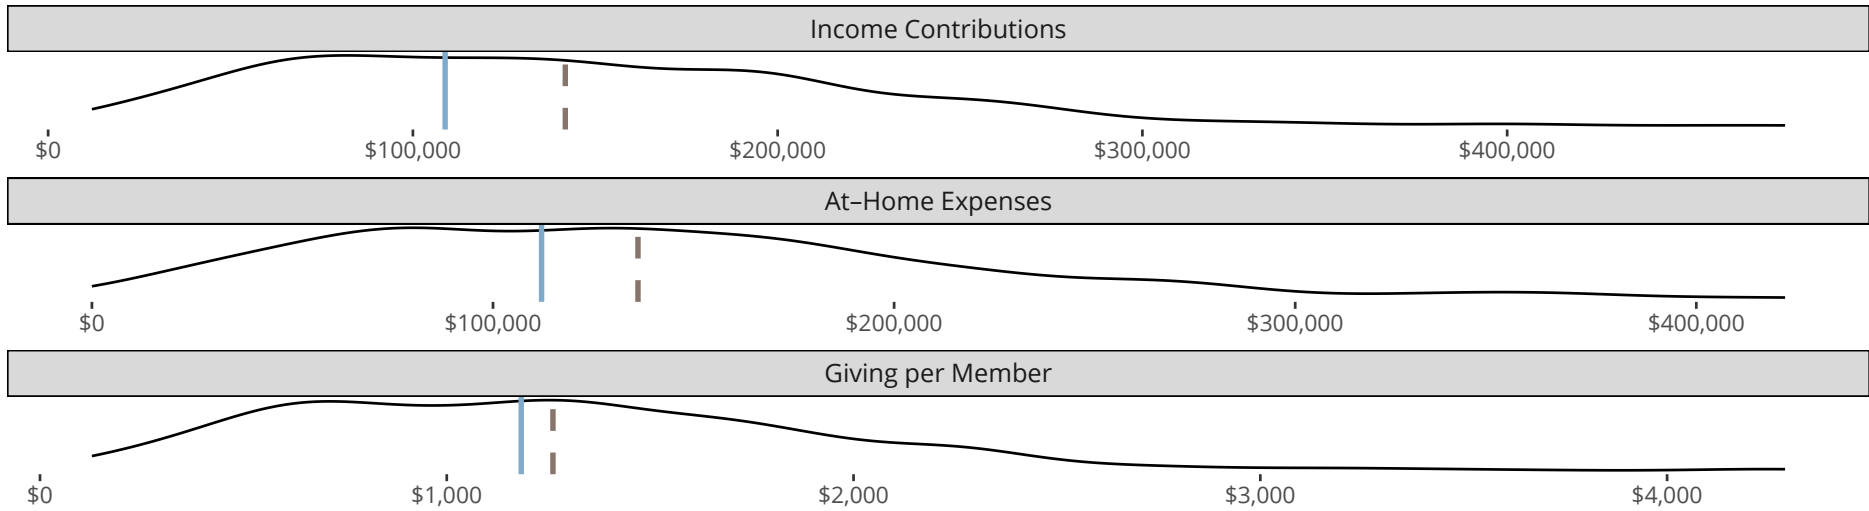 Income Contributions
$0 $100,000 $200,000 $300,000 $400,000
At–Home Expenses
$0 $100,000 $200,000 $300,000 $400,000
Giving per Member
$0 $1,000 $2,000 $3,000 $4,000